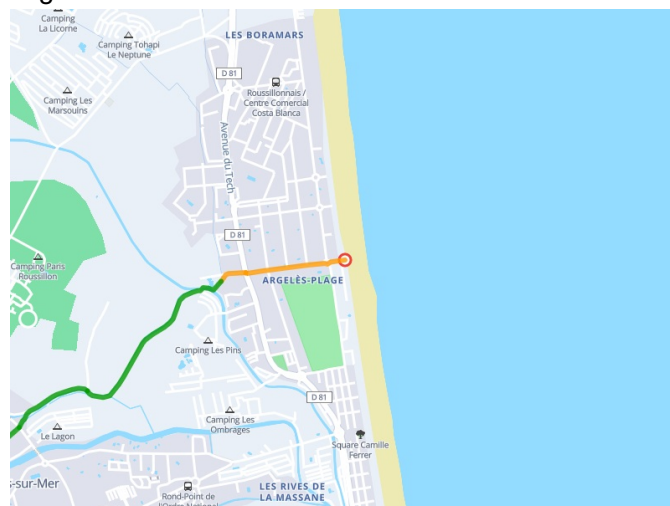 Camping
La Licorne
Camping Tohapi
Le Neptune
LES BORAMARS
D 81
Camping Les
Marsouins
Roussillonnais /
Centre Comercial
Costa Blanca
Avenue du Tech
D 81
Camping Paris
Roussillon
ARGELÈS-PLAGE
Camping Les Pins
D 81
Camping Les
Ombrages
Le Lagon
Square Camille
Ferrer
s-sur-Mer
Rond-Point de
l'Ordre National
LES RIVES DE
LA MASSANE